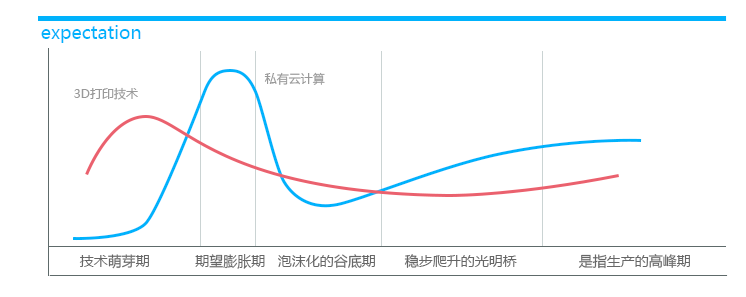 expectation
私有云计算
3D打印技术
技术萌芽期 期望膨胀期 泡沫化的谷底期 稳步爬升的光明桥 是指生产的高峰期